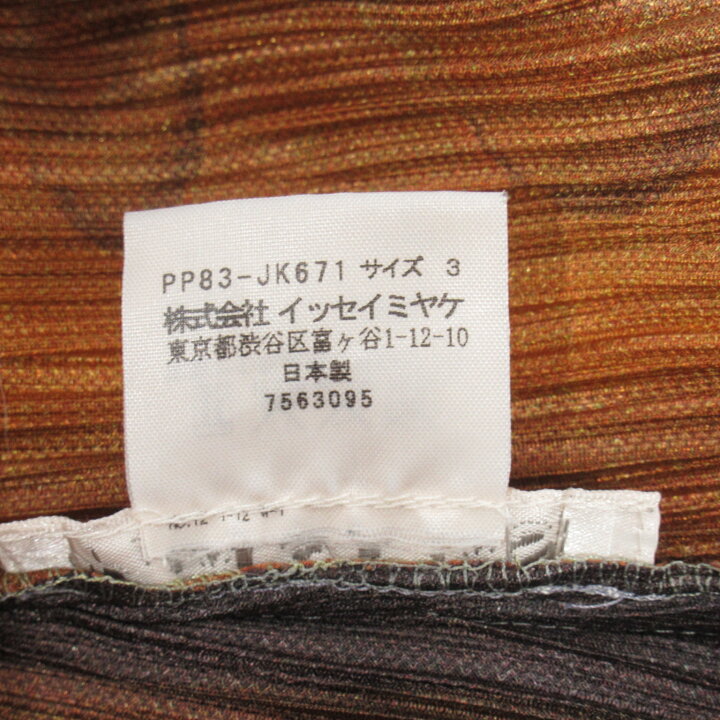 PP83-JK671 サイズ 3
株式会社 イッセイミヤケ
東京都渋谷区富ヶ谷1-12-10
日本製
7563095